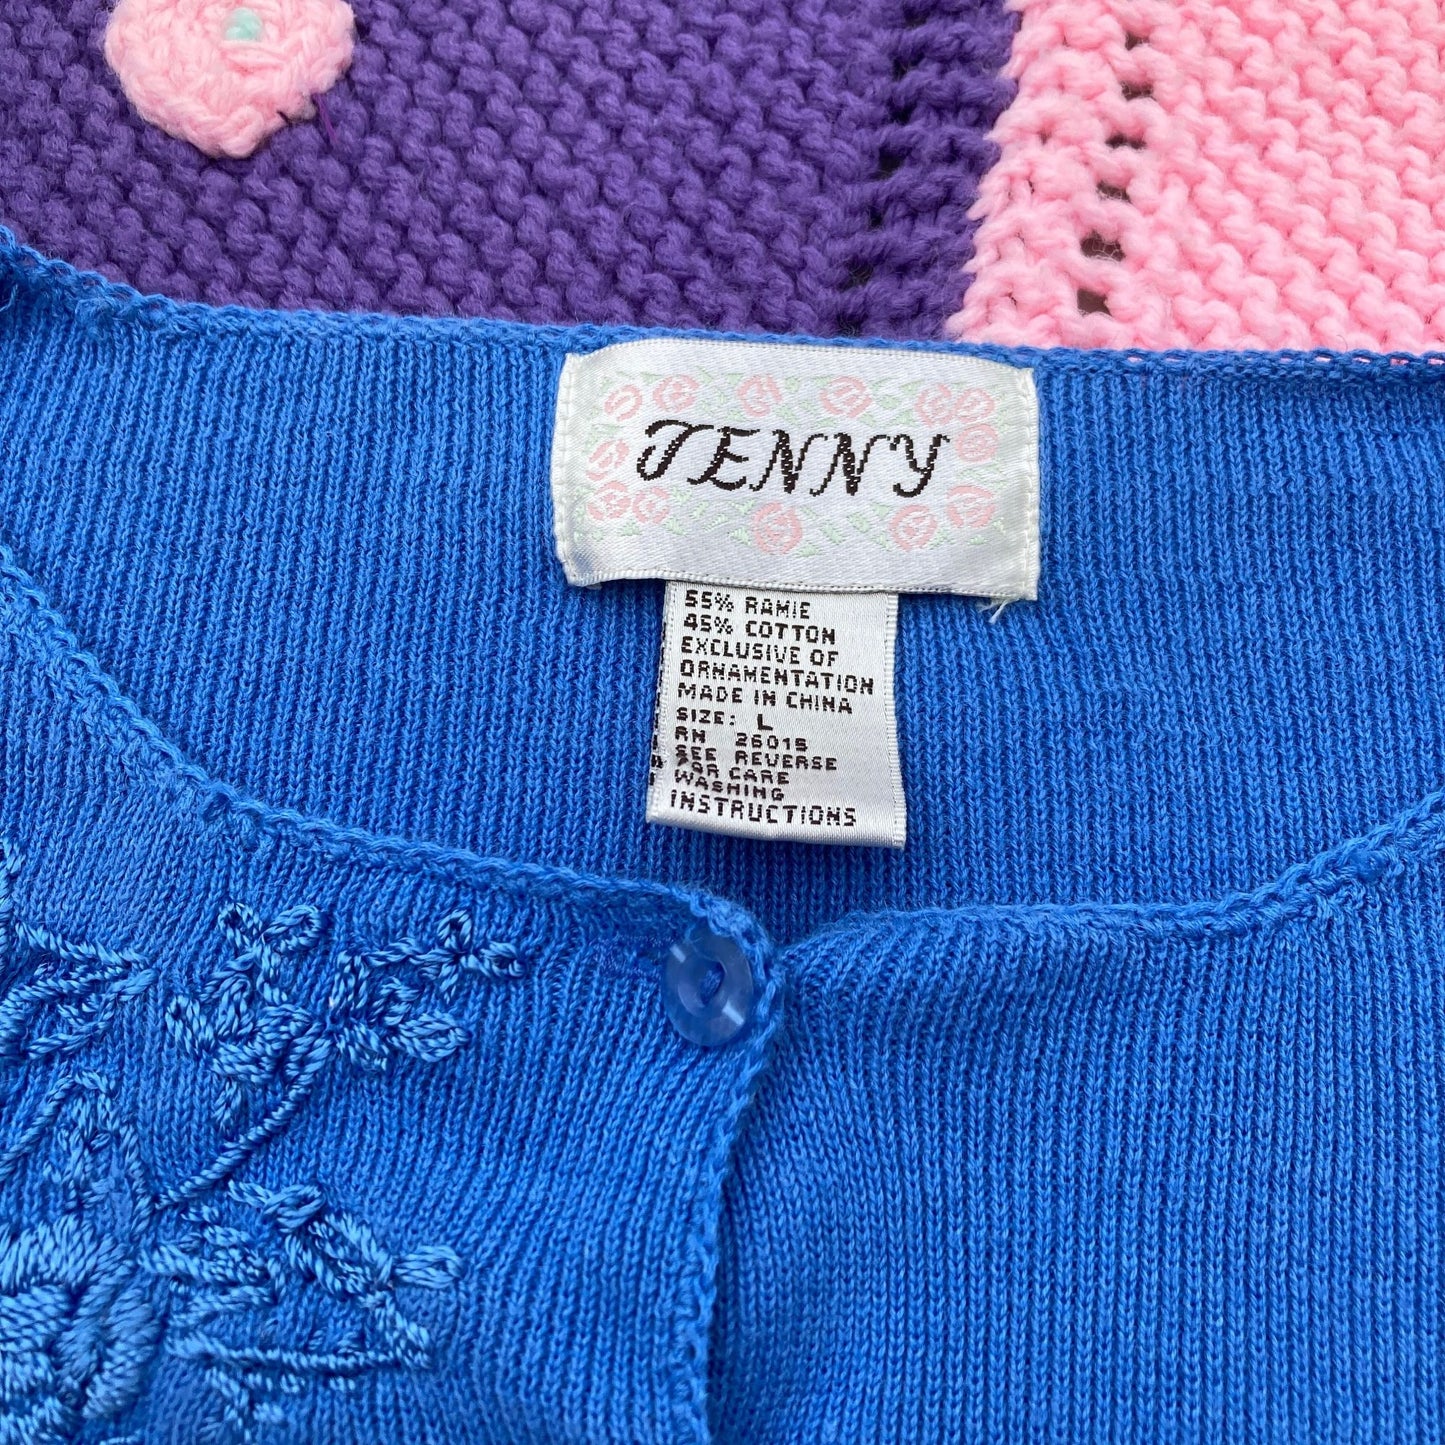 JENNY
55% RAMIE
45% COTTON
EXCLUSIVE OF
ORNAMENTATION
MADE IN CHINA
SIZE: L
RN 26015
SEE REVERSE
FOR CARE
WASHING
INSTRUCTIONS